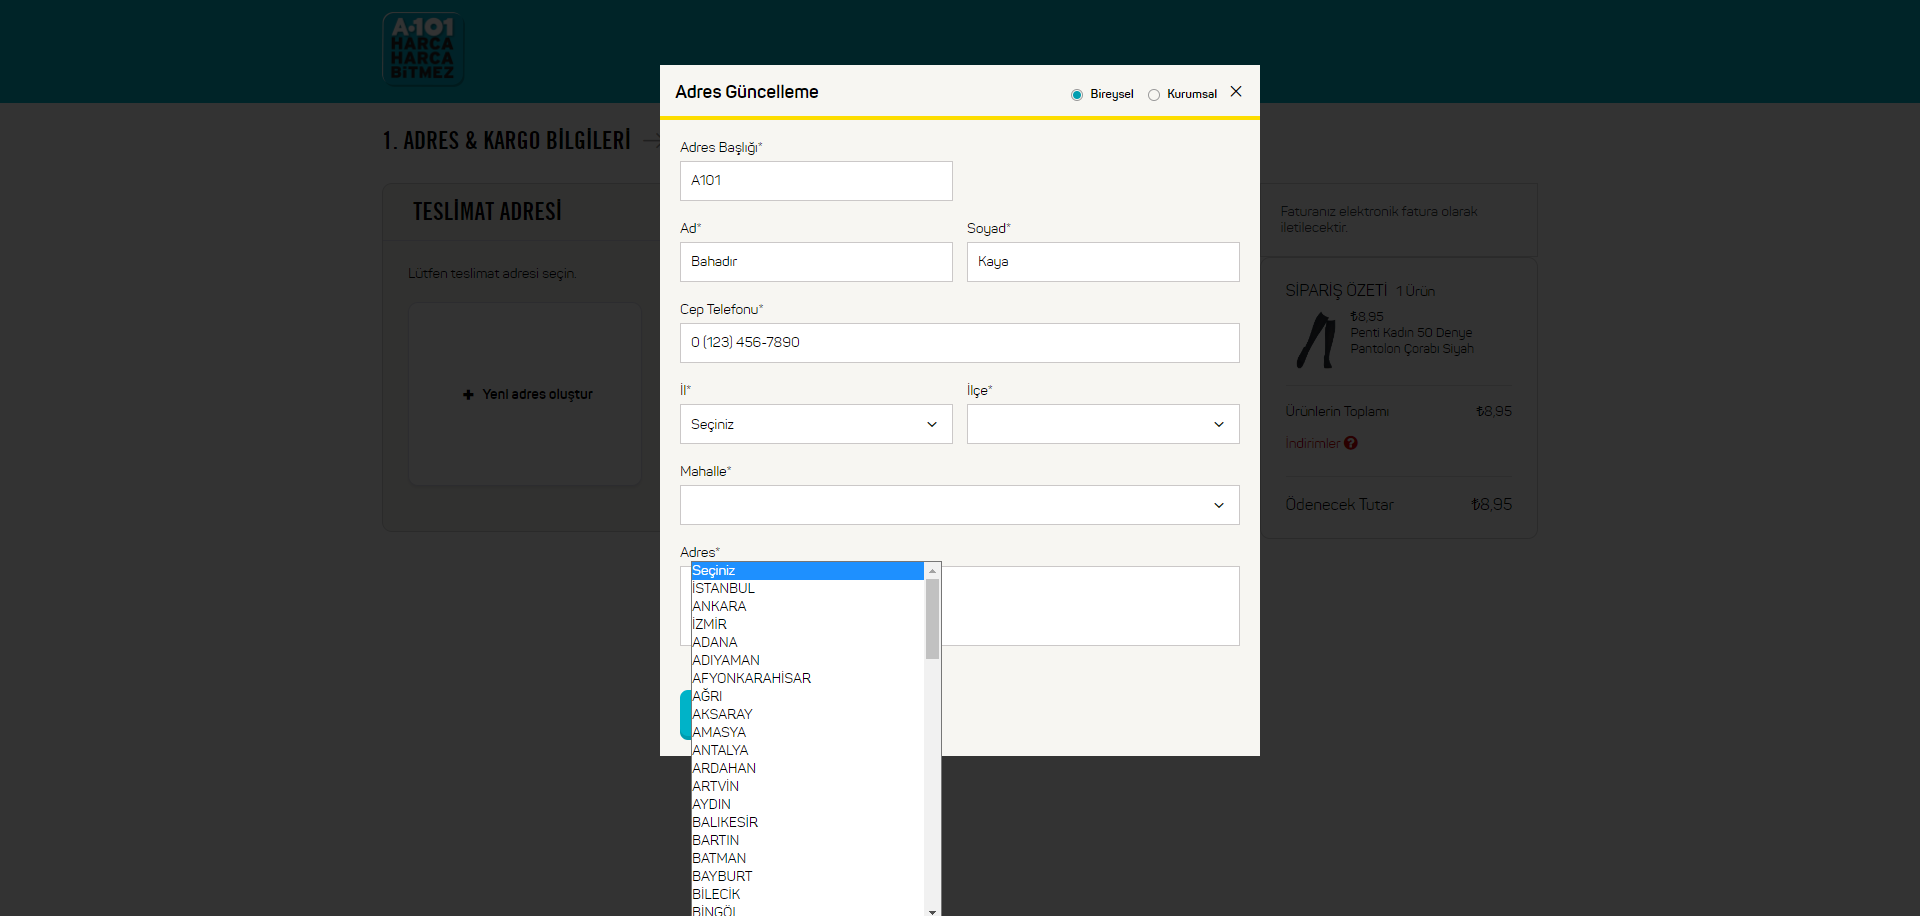 A101
HARCA
HARCA
BİTMEZ
1. ADRES & KARGO BİLGİLERİ
TESLİMAT ADRESİ
Lütfen teslimat adresi seçin.
+ Yeni adres oluştur
Adres Güncelleme
Bireysel Kurumsal
Adres Başlığı*
A101
Ad* Soyad*
Bahadır Kaya
Cep Telefonu*
0 (123) 456-7890
İl* İlçe*
Seçiniz
Mahalle*
Adres*
Seçiniz
İSTANBUL
ANKARA
İZMİR
ADANA
ADIYAMAN
AFYONKARAHİSAR
AĞRI
AKSARAY
AMASYA
ANTALYA
ARDAHAN
ARTVİN
AYDIN
BALIKESİR
BARTIN
BATMAN
BAYBURT
BİLECİK
BİNGÖL
Faturanız elektronik fatura olarak
iletilecektir.
SİPARİŞ ÖZETİ 1 Ürün
₺8,95
Penti Kadın 50 Denye
Pantolon Çorabı Siyah
Ürünlerin Toplamı ₺8,95
İndirimler ?
Ödenecek Tutar ₺8,95